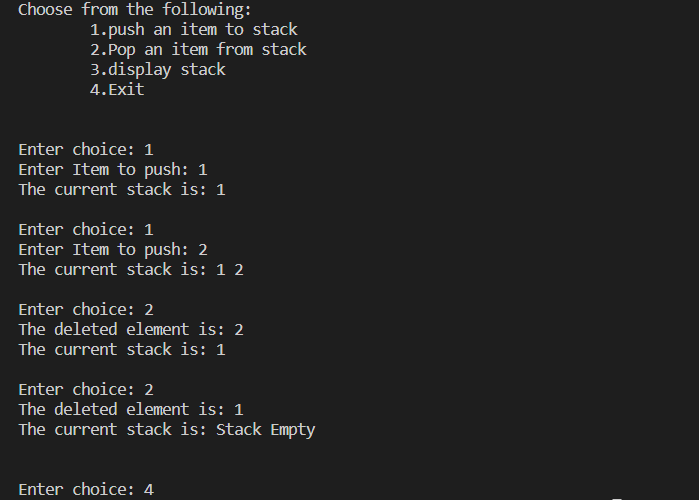 Choose from the following:
1.push an item to stack
2.Pop an item from stack
3.display stack
4.Exit
Enter choice: 1
Enter Item to push: 1
The current stack is: 1
Enter choice: 1
Enter Item to push: 2
The current stack is: 1 2
Enter choice: 2
The deleted element is: 2
The current stack is: 1
Enter choice: 2
The deleted element is: 1
The current stack is: Stack Empty
Enter choice: 4